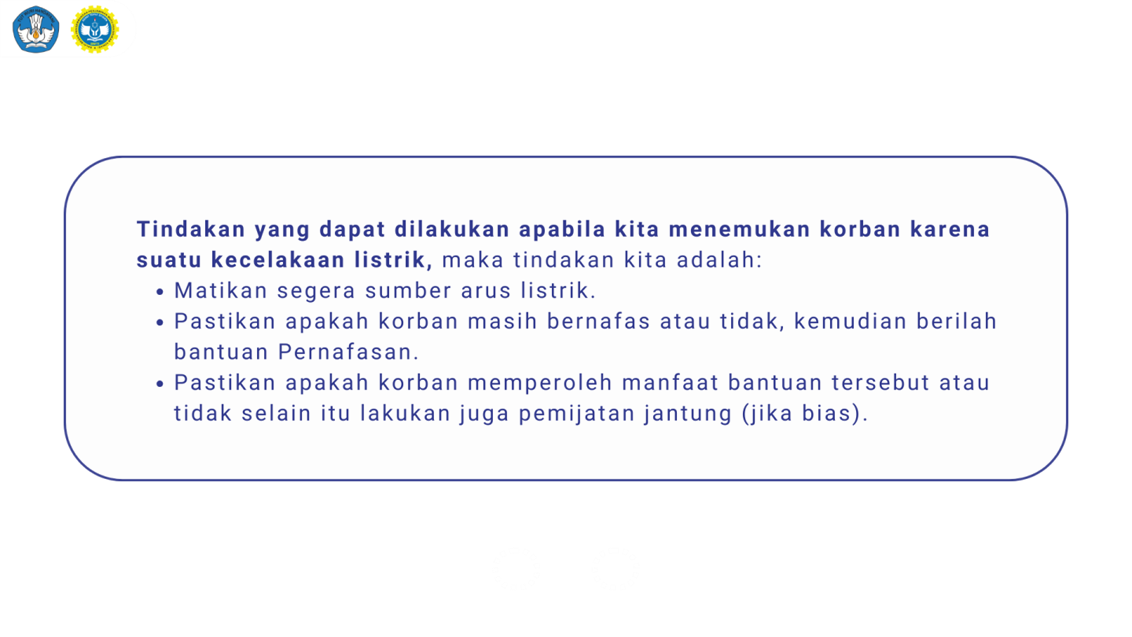 Tindakan yang dapat dilakukan apabila kita menemukan korban karena
suatu kecelakaan listrik, maka tindakan kita adalah:
• Matikan segera sumber arus listrik.
• Pastikan apakah korban masih bernafas atau tidak, kemudian berilah
bantuan Pernafasan.
• Pastikan apakah korban memperoleh manfaat bantuan tersebut atau
tidak selain itu lakukan juga pemijatan jantung (jika bias).